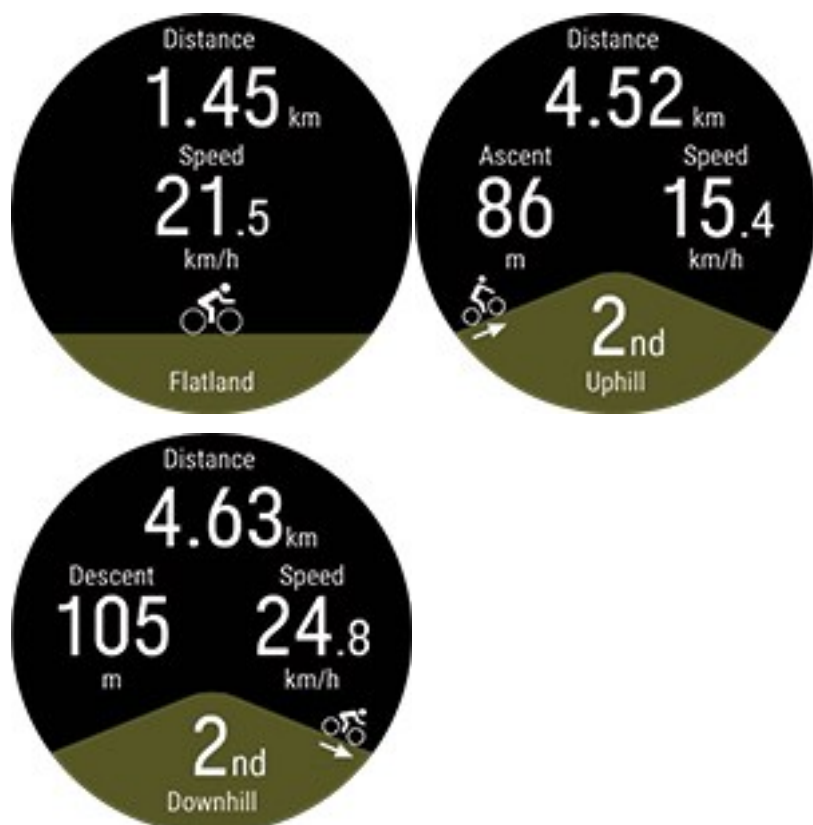 Distance
1.45 km
Speed
21.5
km/h
Flatland
Distance
4.52 km
Ascent Speed
86 15.4
m km/h
2nd
Uphill
Distance
4.63 km
Descent Speed
105 24.8
m km/h
2nd
Downhill